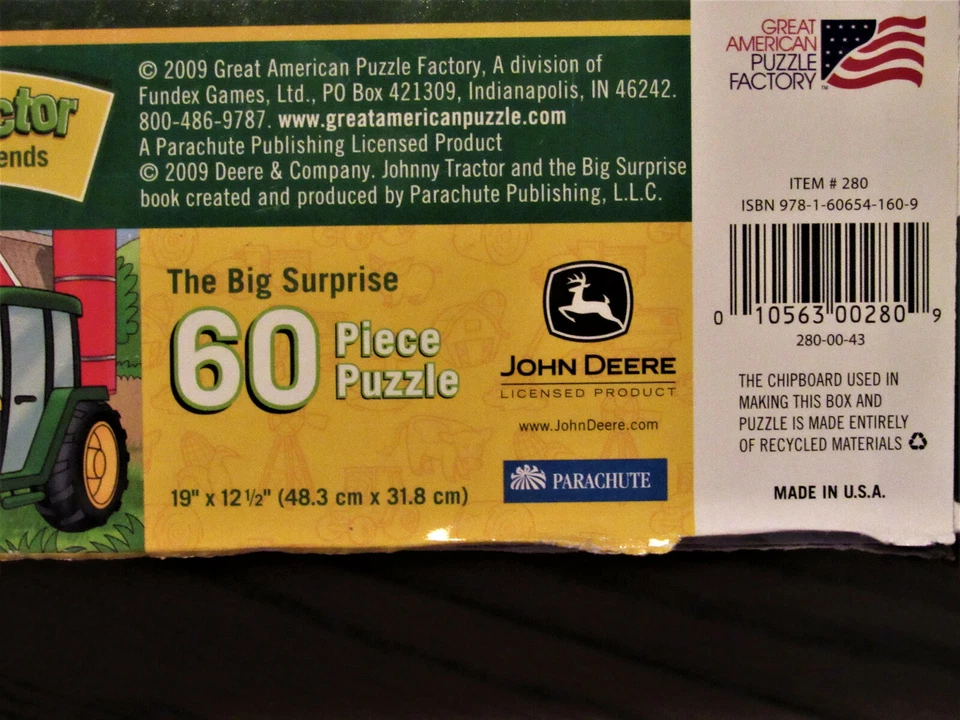 ctor
ends
© 2009 Great American Puzzle Factory, A division of
Fundex Games, Ltd., PO Box 421309, Indianapolis, IN 46242.
800-486-9787. www.greatamericanpuzzle.com
A Parachute Publishing Licensed Product
© 2009 Deere & Company. Johnny Tractor and the Big Surprise
book created and produced by Parachute Publishing, L.L.C.
The Big Surprise
60 Piece
Puzzle
19" x 12 1/2" (48.3 cm x 31.8 cm)
JOHN DEERE
LICENSED PRODUCT
www.JohnDeere.com
PARACHUTE
GREAT
AMERICAN
PUZZLE
FACTORY™
ITEM # 280
ISBN 978-1-60654-160-9
0 10563 00280 9
280-00-43
THE CHIPBOARD USED IN
MAKING THIS BOX AND
PUZZLE IS MADE ENTIRELY
OF RECYCLED MATERIALS
MADE IN U.S.A.